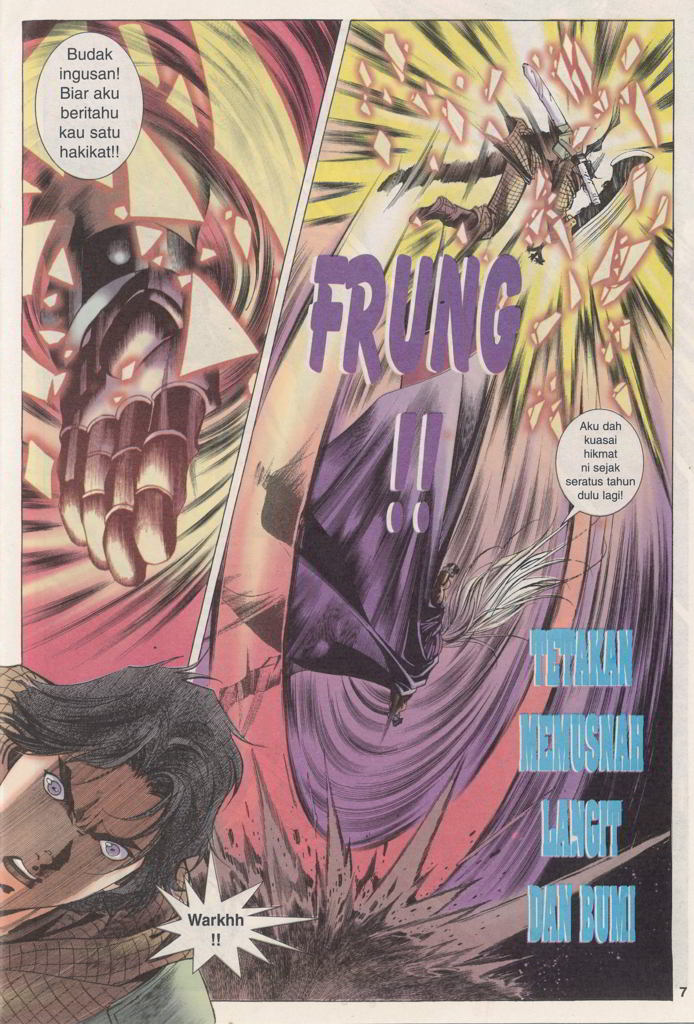 Budak
ingusan!
Biar aku
beritahu
kau satu
hakikat!!
FRUNG
!!
Aku dah
kuasai
hikmat
ni sejak
seratus tahun
dulu lagi!
TETAKAN
MEMUSNAH
LANGIT
DAN BUMI
Warkhh
!!
7